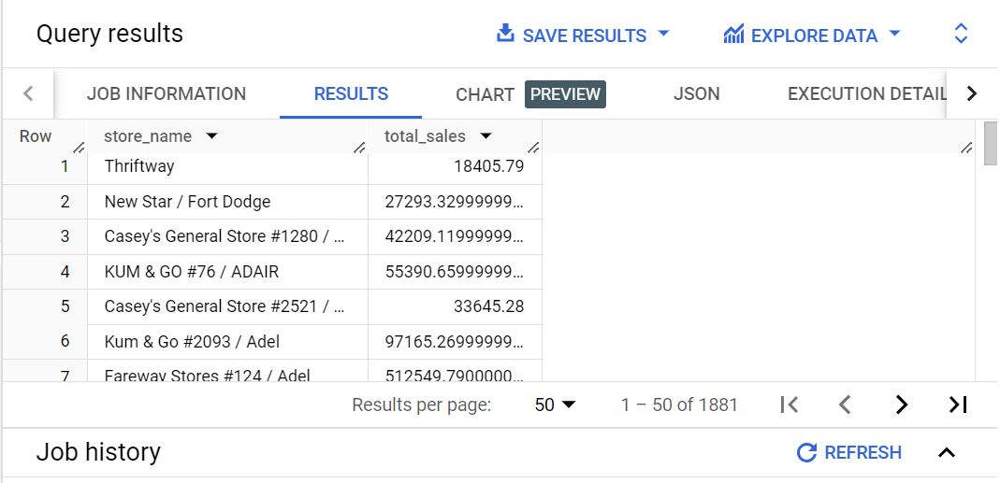 Query results SAVE RESULTS EXPLORE DATA
JOB INFORMATION RESULTS CHART PREVIEW JSON EXECUTION DETAIL
Row store_name total_sales
1 Thriftway 18405.79
2 New Star / Fort Dodge 27293.32999999...
3 Casey's General Store #1280 / ... 42209.11999999...
4 KUM & GO #76 / ADAIR 55390.65999999...
5 Casey's General Store #2521 / ... 33645.28
6 Kum & Go #2093 / Adel 97165.26999999...
7 Fareway Stores #124 / Adel 512549.7900000...
Results per page: 50 1 – 50 of 1881
Job history REFRESH